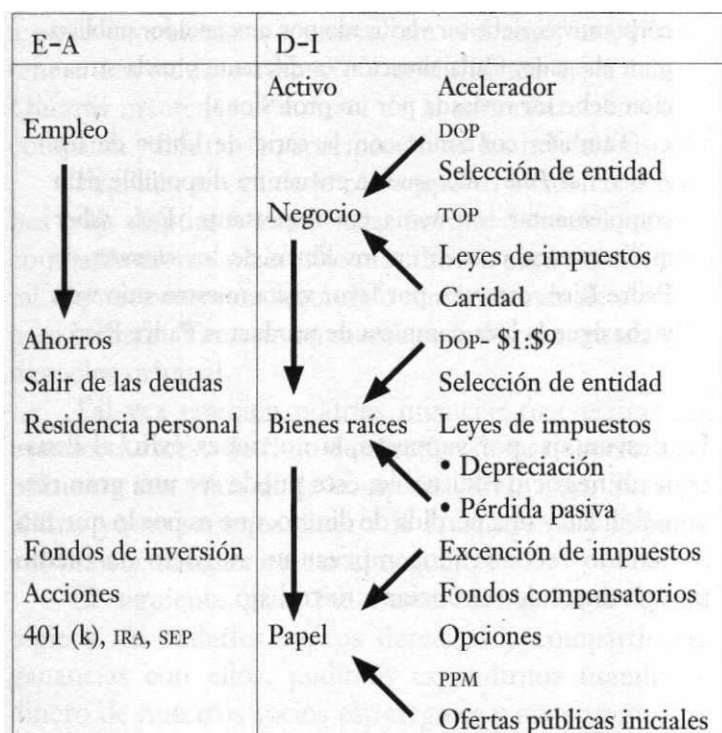 E-A D-I
Activo Acelerador
Empleo DOP
Selección de entidad
Negocio TOP
Leyes de impuestos
Caridad
Ahorros DOP– $1:$9
Salir de las deudas Selección de entidad
Residencia personal Bienes raíces Leyes de impuestos
• Depreciación
• Pérdida pasiva
Fondos de inversión Excención de impuestos
Acciones Fondos compensatorios
401 (k), IRA, SEP Papel Opciones
PPM
Ofertas públicas iniciales